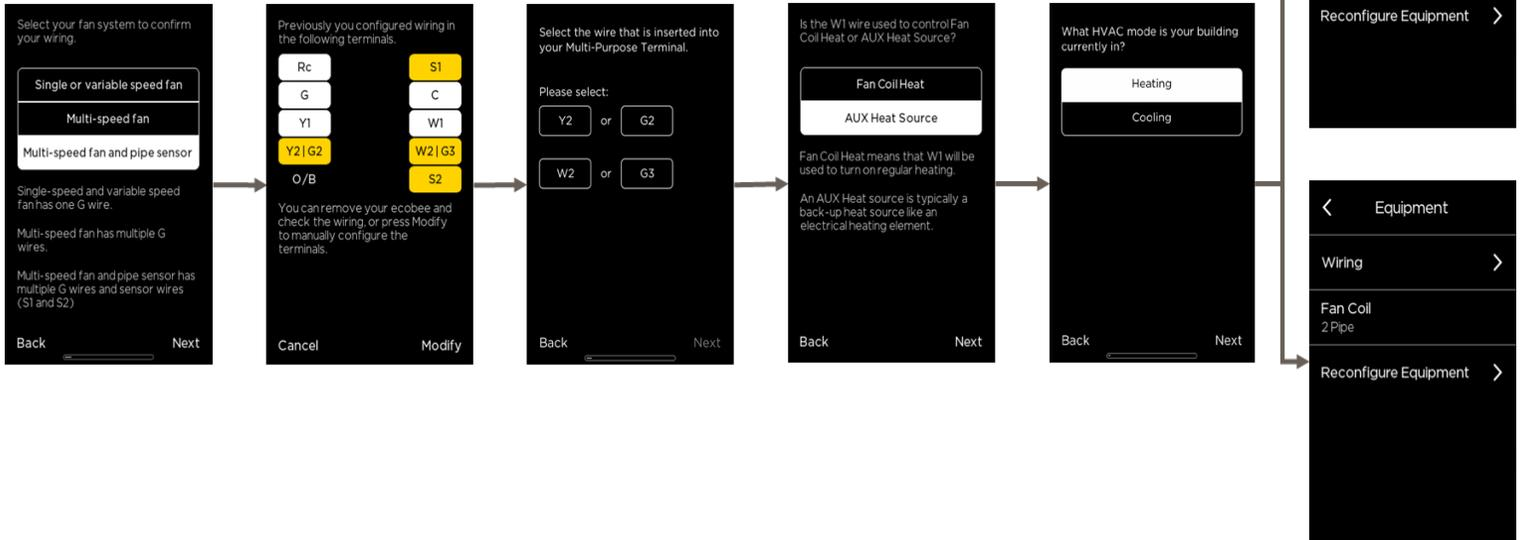 Select your fan system to confirm
your wiring.
Single or variable speed fan
Multi-speed fan
Multi-speed fan and pipe sensor
Single-speed and variable speed
fan has one G wire.
Multi-speed fan has multiple G
wires.
Multi-speed fan and pipe sensor has
multiple G wires and sensor wires
(S1 and S2)
Back
Next
Previously you configured wiring in
the following terminals.
Rc
S1
G
C
Y1
W1
Y2 | G2
W2 | G3
O/B
S2
You can remove your ecobee and
check the wiring, or press Modify
to manually configure the
terminals.
Cancel
Modify
Select the wire that is inserted into
your Multi-Purpose Terminal.
Please select:
Y2 or G2
W2 or G3
Back
Next
Is the W1 wire used to control Fan
Coil Heat or AUX Heat Source?
Fan Coil Heat
AUX Heat Source
Fan Coil Heat means that W1 will be
used to turn on regular heating.
An AUX Heat source is typically a
back-up heat source like an
electrical heating element.
Back
Next
What HVAC mode is your building
currently in?
Heating
Cooling
Back
Next
Reconfigure Equipment
Equipment
Wiring
Fan Coil
2 Pipe
Reconfigure Equipment